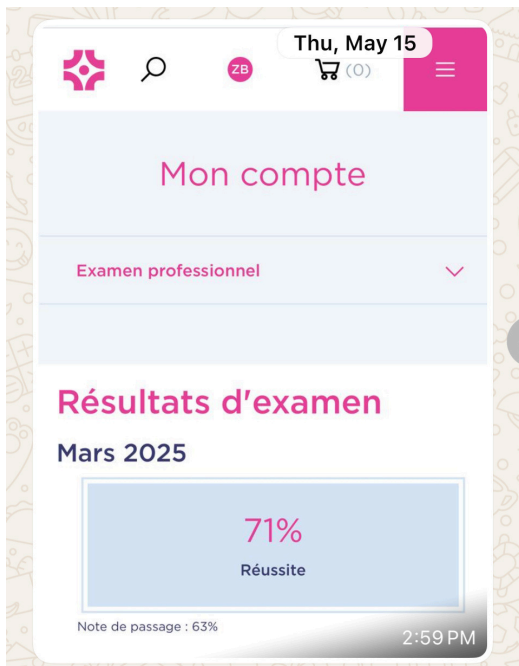 Thu, May 15
ZB
(0)
Mon compte
Examen professionnel
Résultats d'examen
Mars 2025
71%
Réussite
Note de passage : 63%
2:59 PM